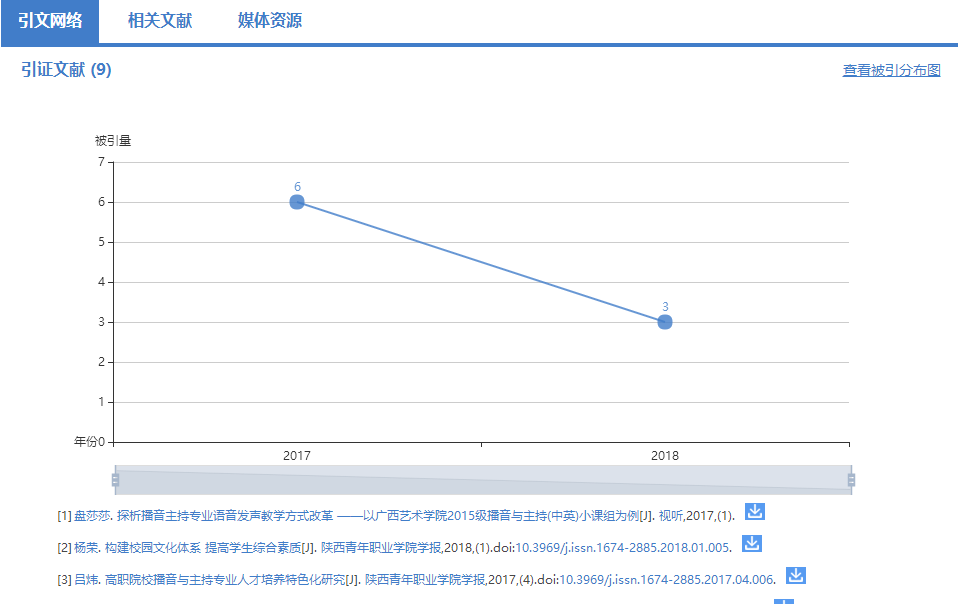 引文网络 相关文献 媒体资源
引证文献 (9) 查看被引分布图
被引量
7
6
6
5
4
3
3
2
1
年份0
2017 2018
[1] 盘莎莎. 探析播音主持专业语音发声教学方式改革 ——以广西艺术学院2015级播音与主持(中英)小课组为例[J]. 视听,2017,(1).
[2] 杨荣. 构建校园文化体系 提高学生综合素质[J]. 陕西青年职业学院学报,2018,(1).doi:10.3969/j.issn.1674-2885.2018.01.005.
[3] 吕炜. 高职院校播音与主持专业人才培养特色化研究[J]. 陕西青年职业学院学报,2017,(4).doi:10.3969/j.issn.1674-2885.2017.04.006.